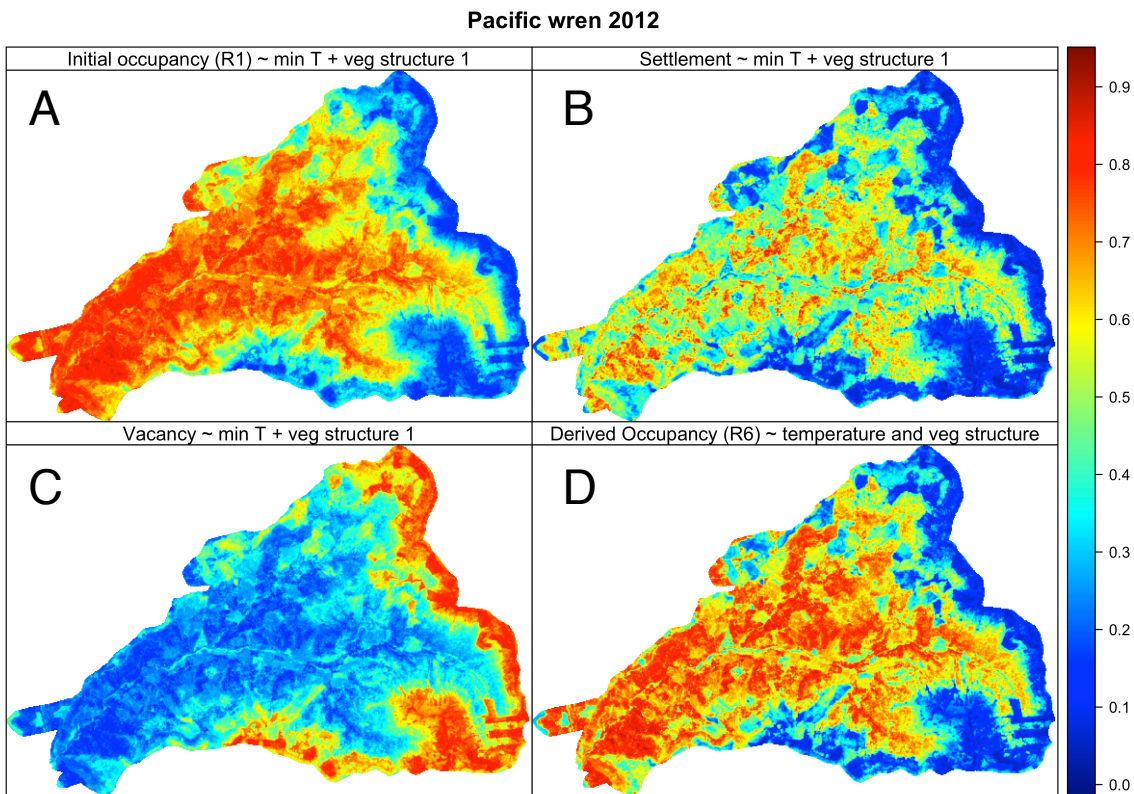 Pacific wren 2012
Initial occupancy (R1) ~ min T + veg structure 1
Settlement ~ min T + veg structure 1
A
B
Vacancy ~ min T + veg structure 1
Derived Occupancy (R6) ~ temperature and veg structure
C
D
0.9
0.8
0.7
0.6
0.5
0.4
0.3
0.2
0.1
0.0